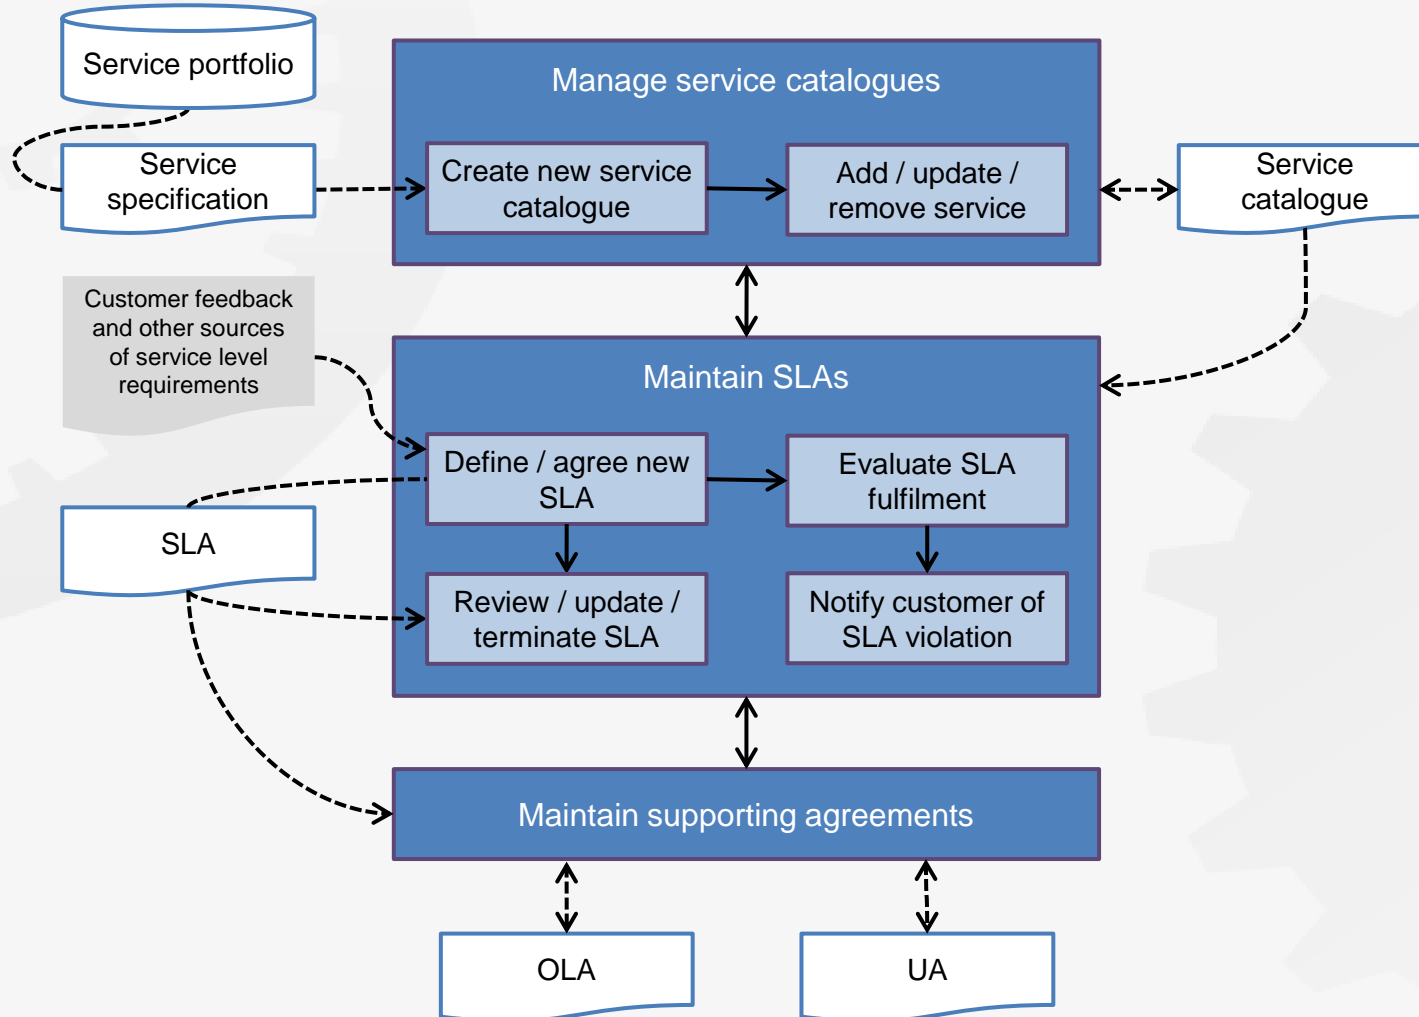 Service portfolio
Manage service catalogues
Service
specification
Create new service
catalogue
Add / update /
remove service
Service
catalogue
Customer feedback
and other sources
of service level
requirements
Maintain SLAs
Define / agree new
SLA
Evaluate SLA
fulfilment
SLA
Review / update /
terminate SLA
Notify customer of
SLA violation
Maintain supporting agreements
OLA
UA